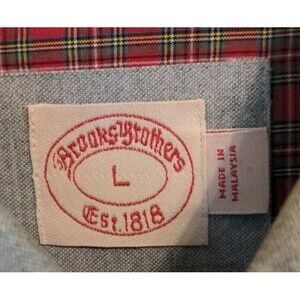 Brooks Brothers
L
Est. 1818
MADE IN
MALAYSIA